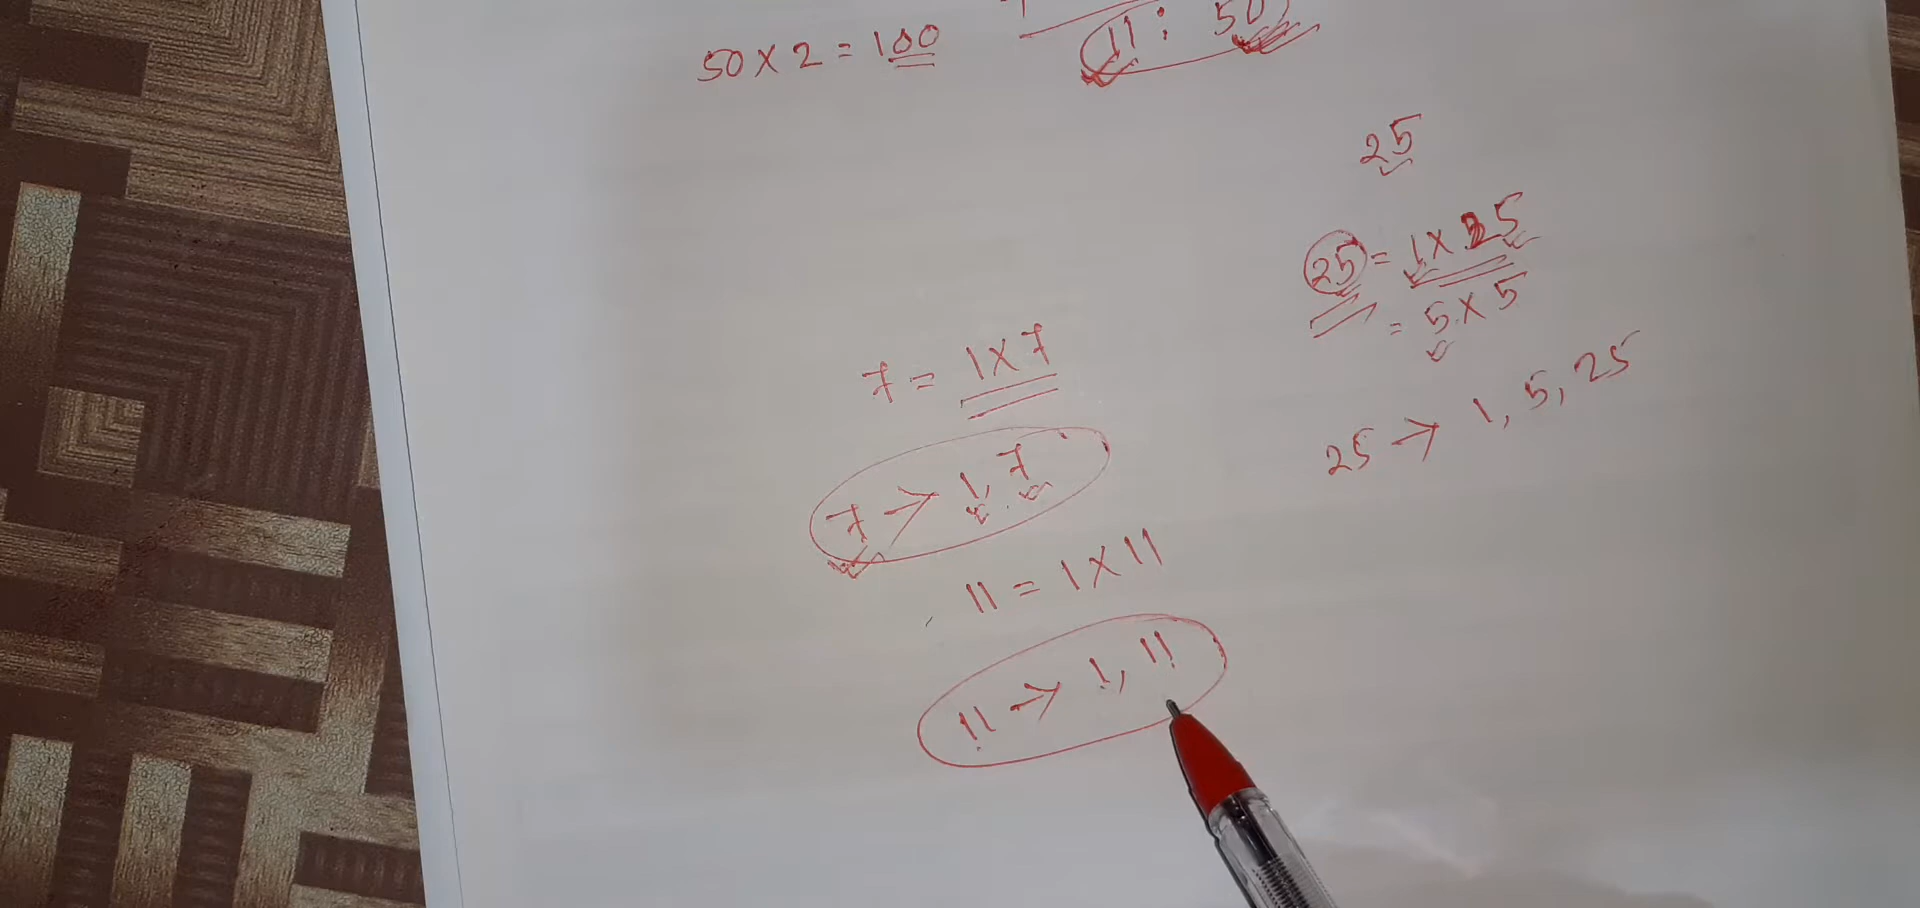 50 × 2 = 100
11 : 50
25
25 = 1 × 25
= 5 × 5
25 → 1, 5, 25
7 = 1 × 7
7 → 1, 7
11 = 1 × 11
11 → 1, 11